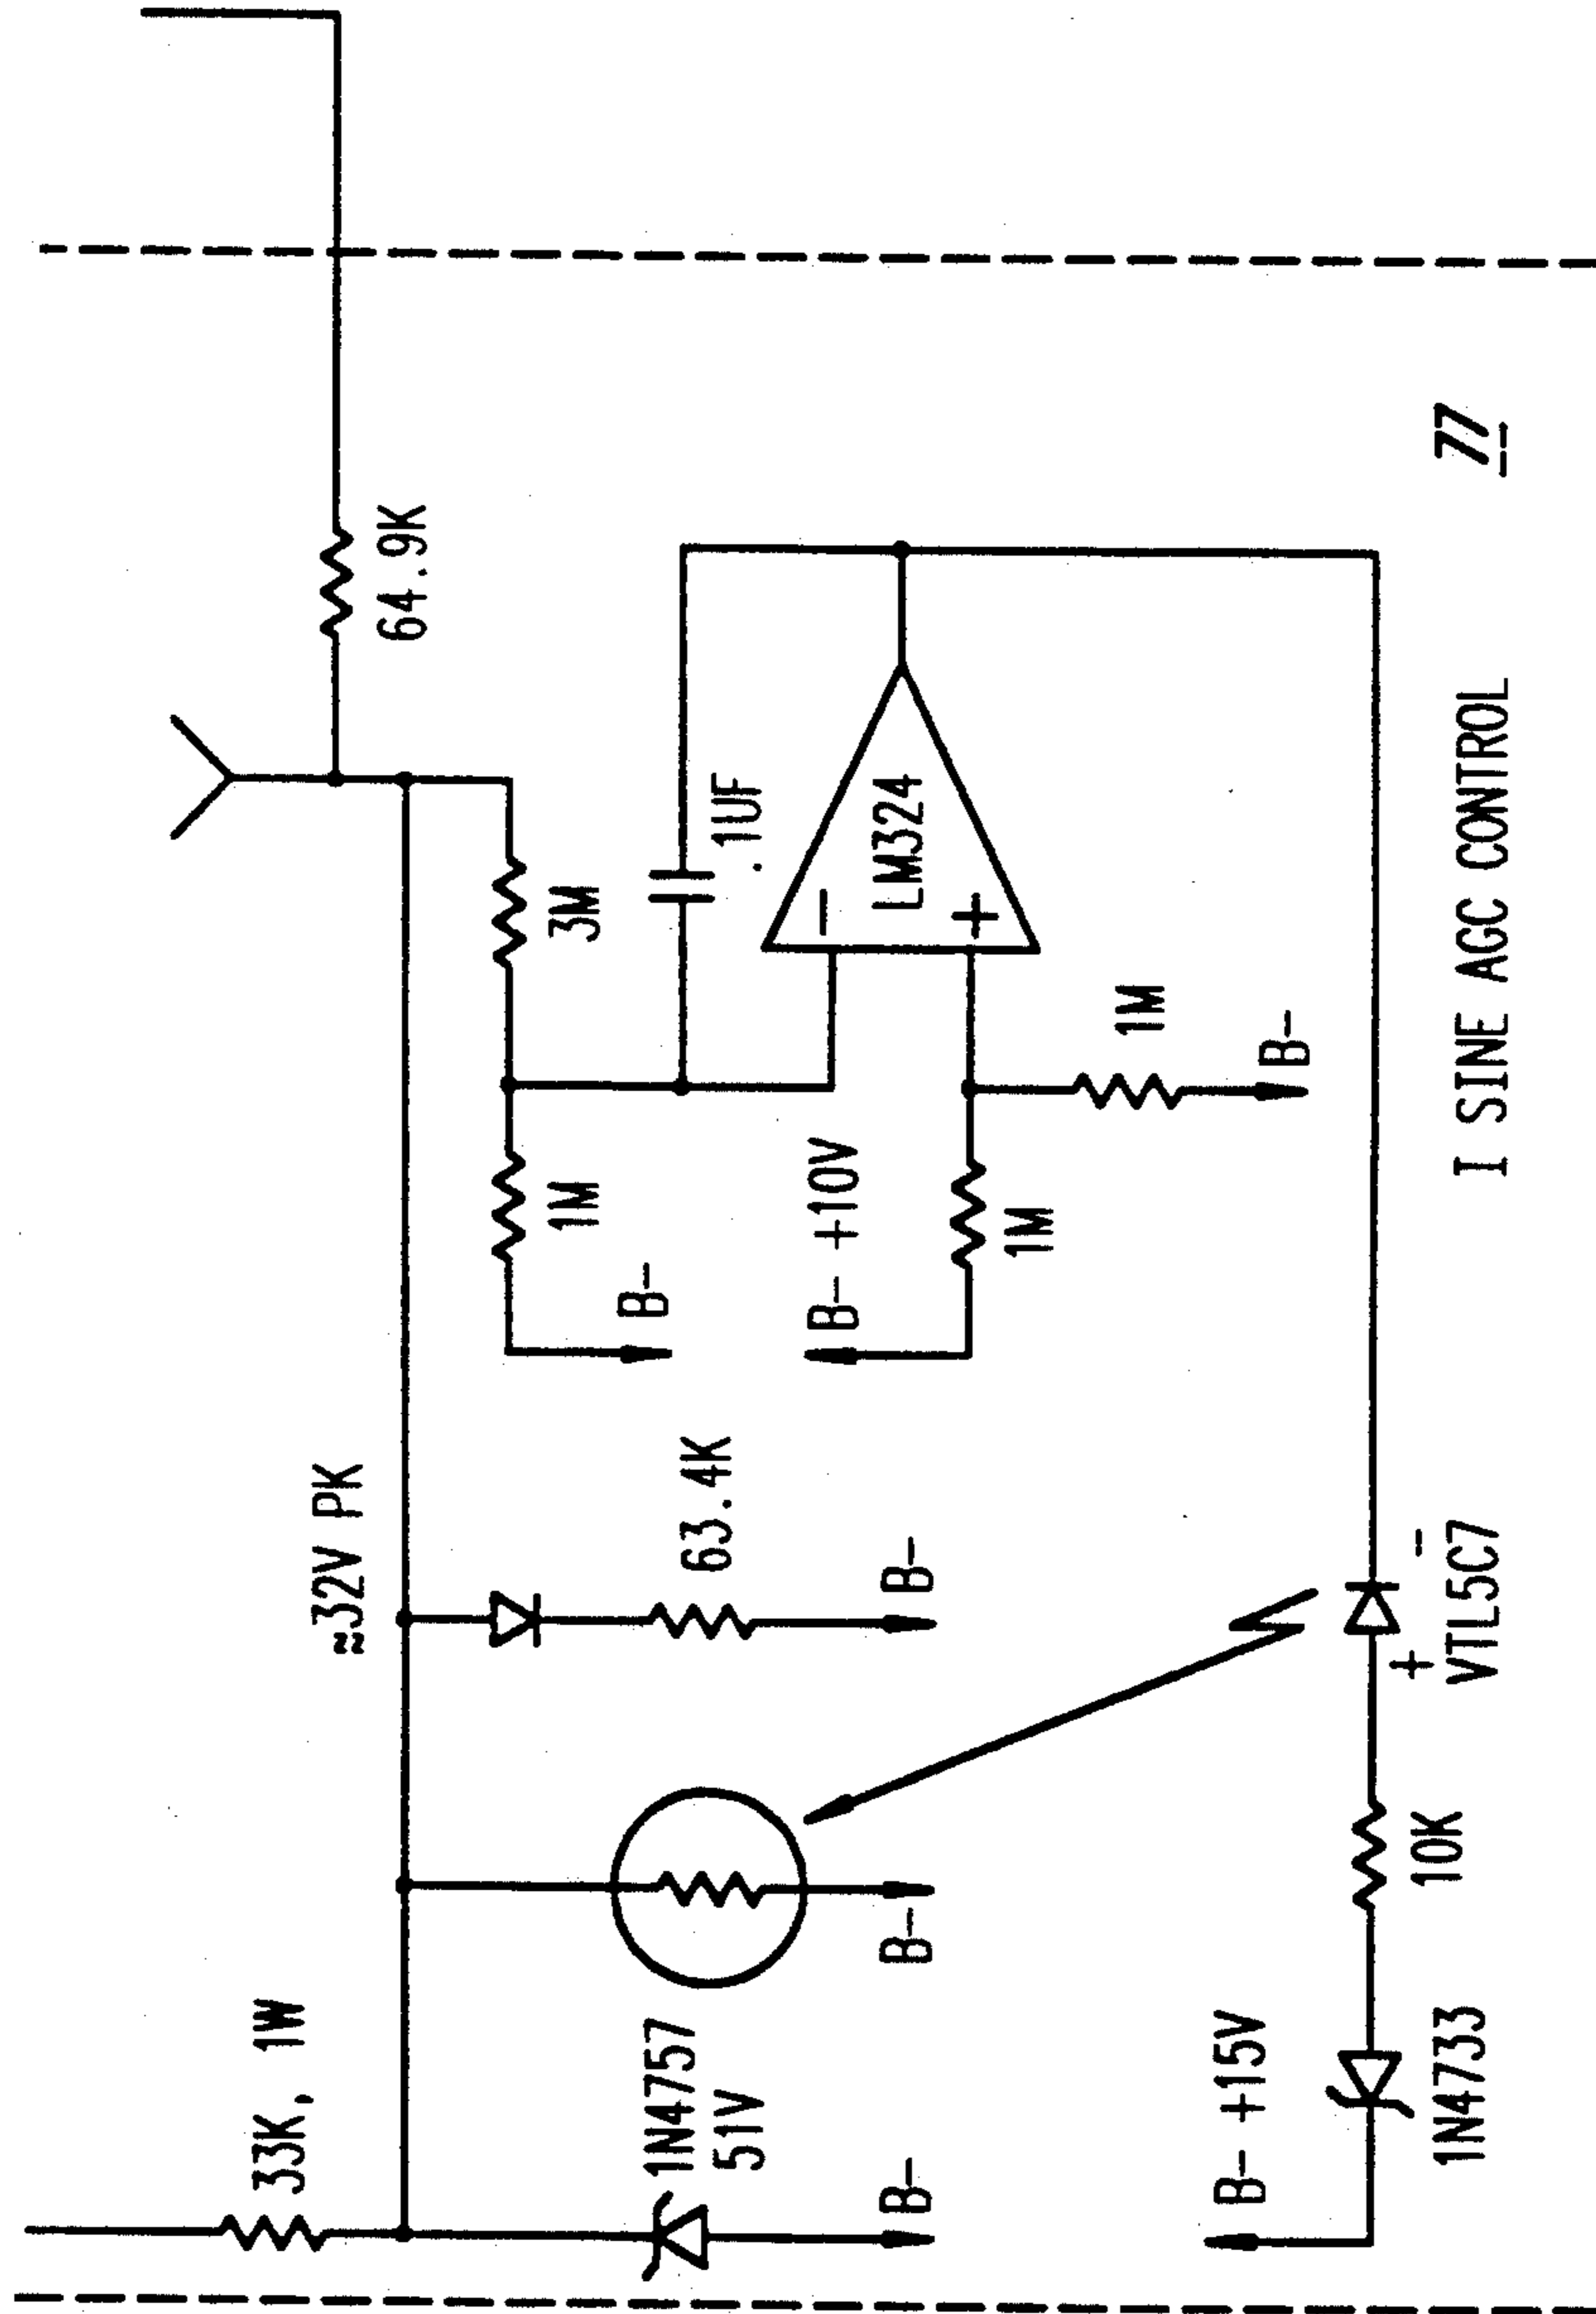 33K, 1W
≈32V PK
64.9K
1N4757
51V
B-
B-
63.4K
B-
1M
B-
3M
.1UF
B- +10V
1M
-
+
LM324
1M
B-
B- +15V
1N4733
10K
+
-
VTL5C7
I SINE AGC CONTROL
77